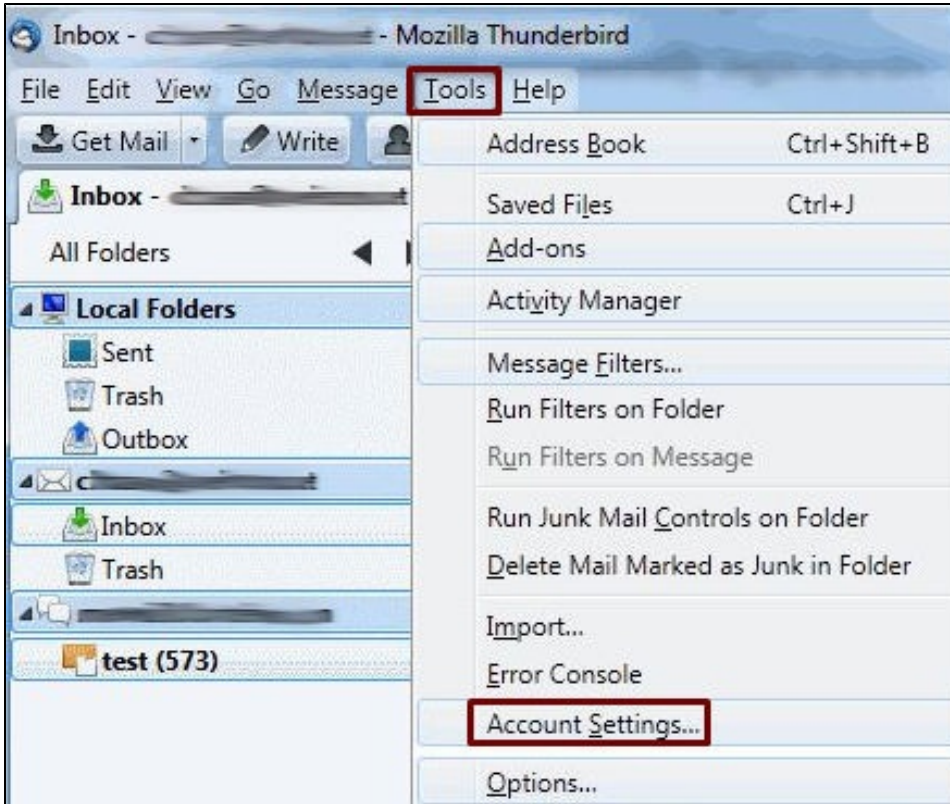 Inbox - - Mozilla Thunderbird
File Edit View Go Message Tools Help
Get Mail Write
Inbox -
All Folders
Local Folders
Sent
Trash
Outbox
c
Inbox
Trash
test (573)
Address Book Ctrl+Shift+B
Saved Files Ctrl+J
Add-ons
Activity Manager
Message Filters...
Run Filters on Folder
Run Filters on Message
Run Junk Mail Controls on Folder
Delete Mail Marked as Junk in Folder
Import...
Error Console
Account Settings...
Options...